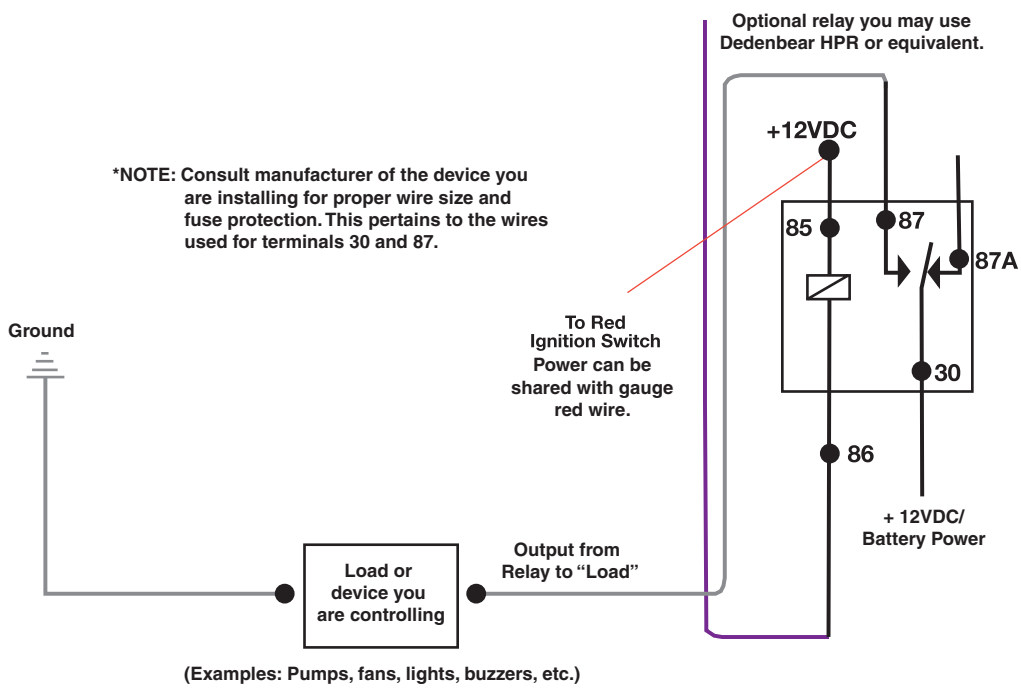 Optional relay you may use
Dedenbear HPR or equivalent.
+12VDC
*NOTE: Consult manufacturer of the device you
are installing for proper wire size and
fuse protection. This pertains to the wires
used for terminals 30 and 87.
85
87
87A
To Red
Ignition Switch
Power can be
shared with gauge
red wire.
Ground
30
86
+ 12VDC/
Battery Power
Output from
Relay to “Load”
Load or
device you
are controlling
(Examples: Pumps, fans, lights, buzzers, etc.)